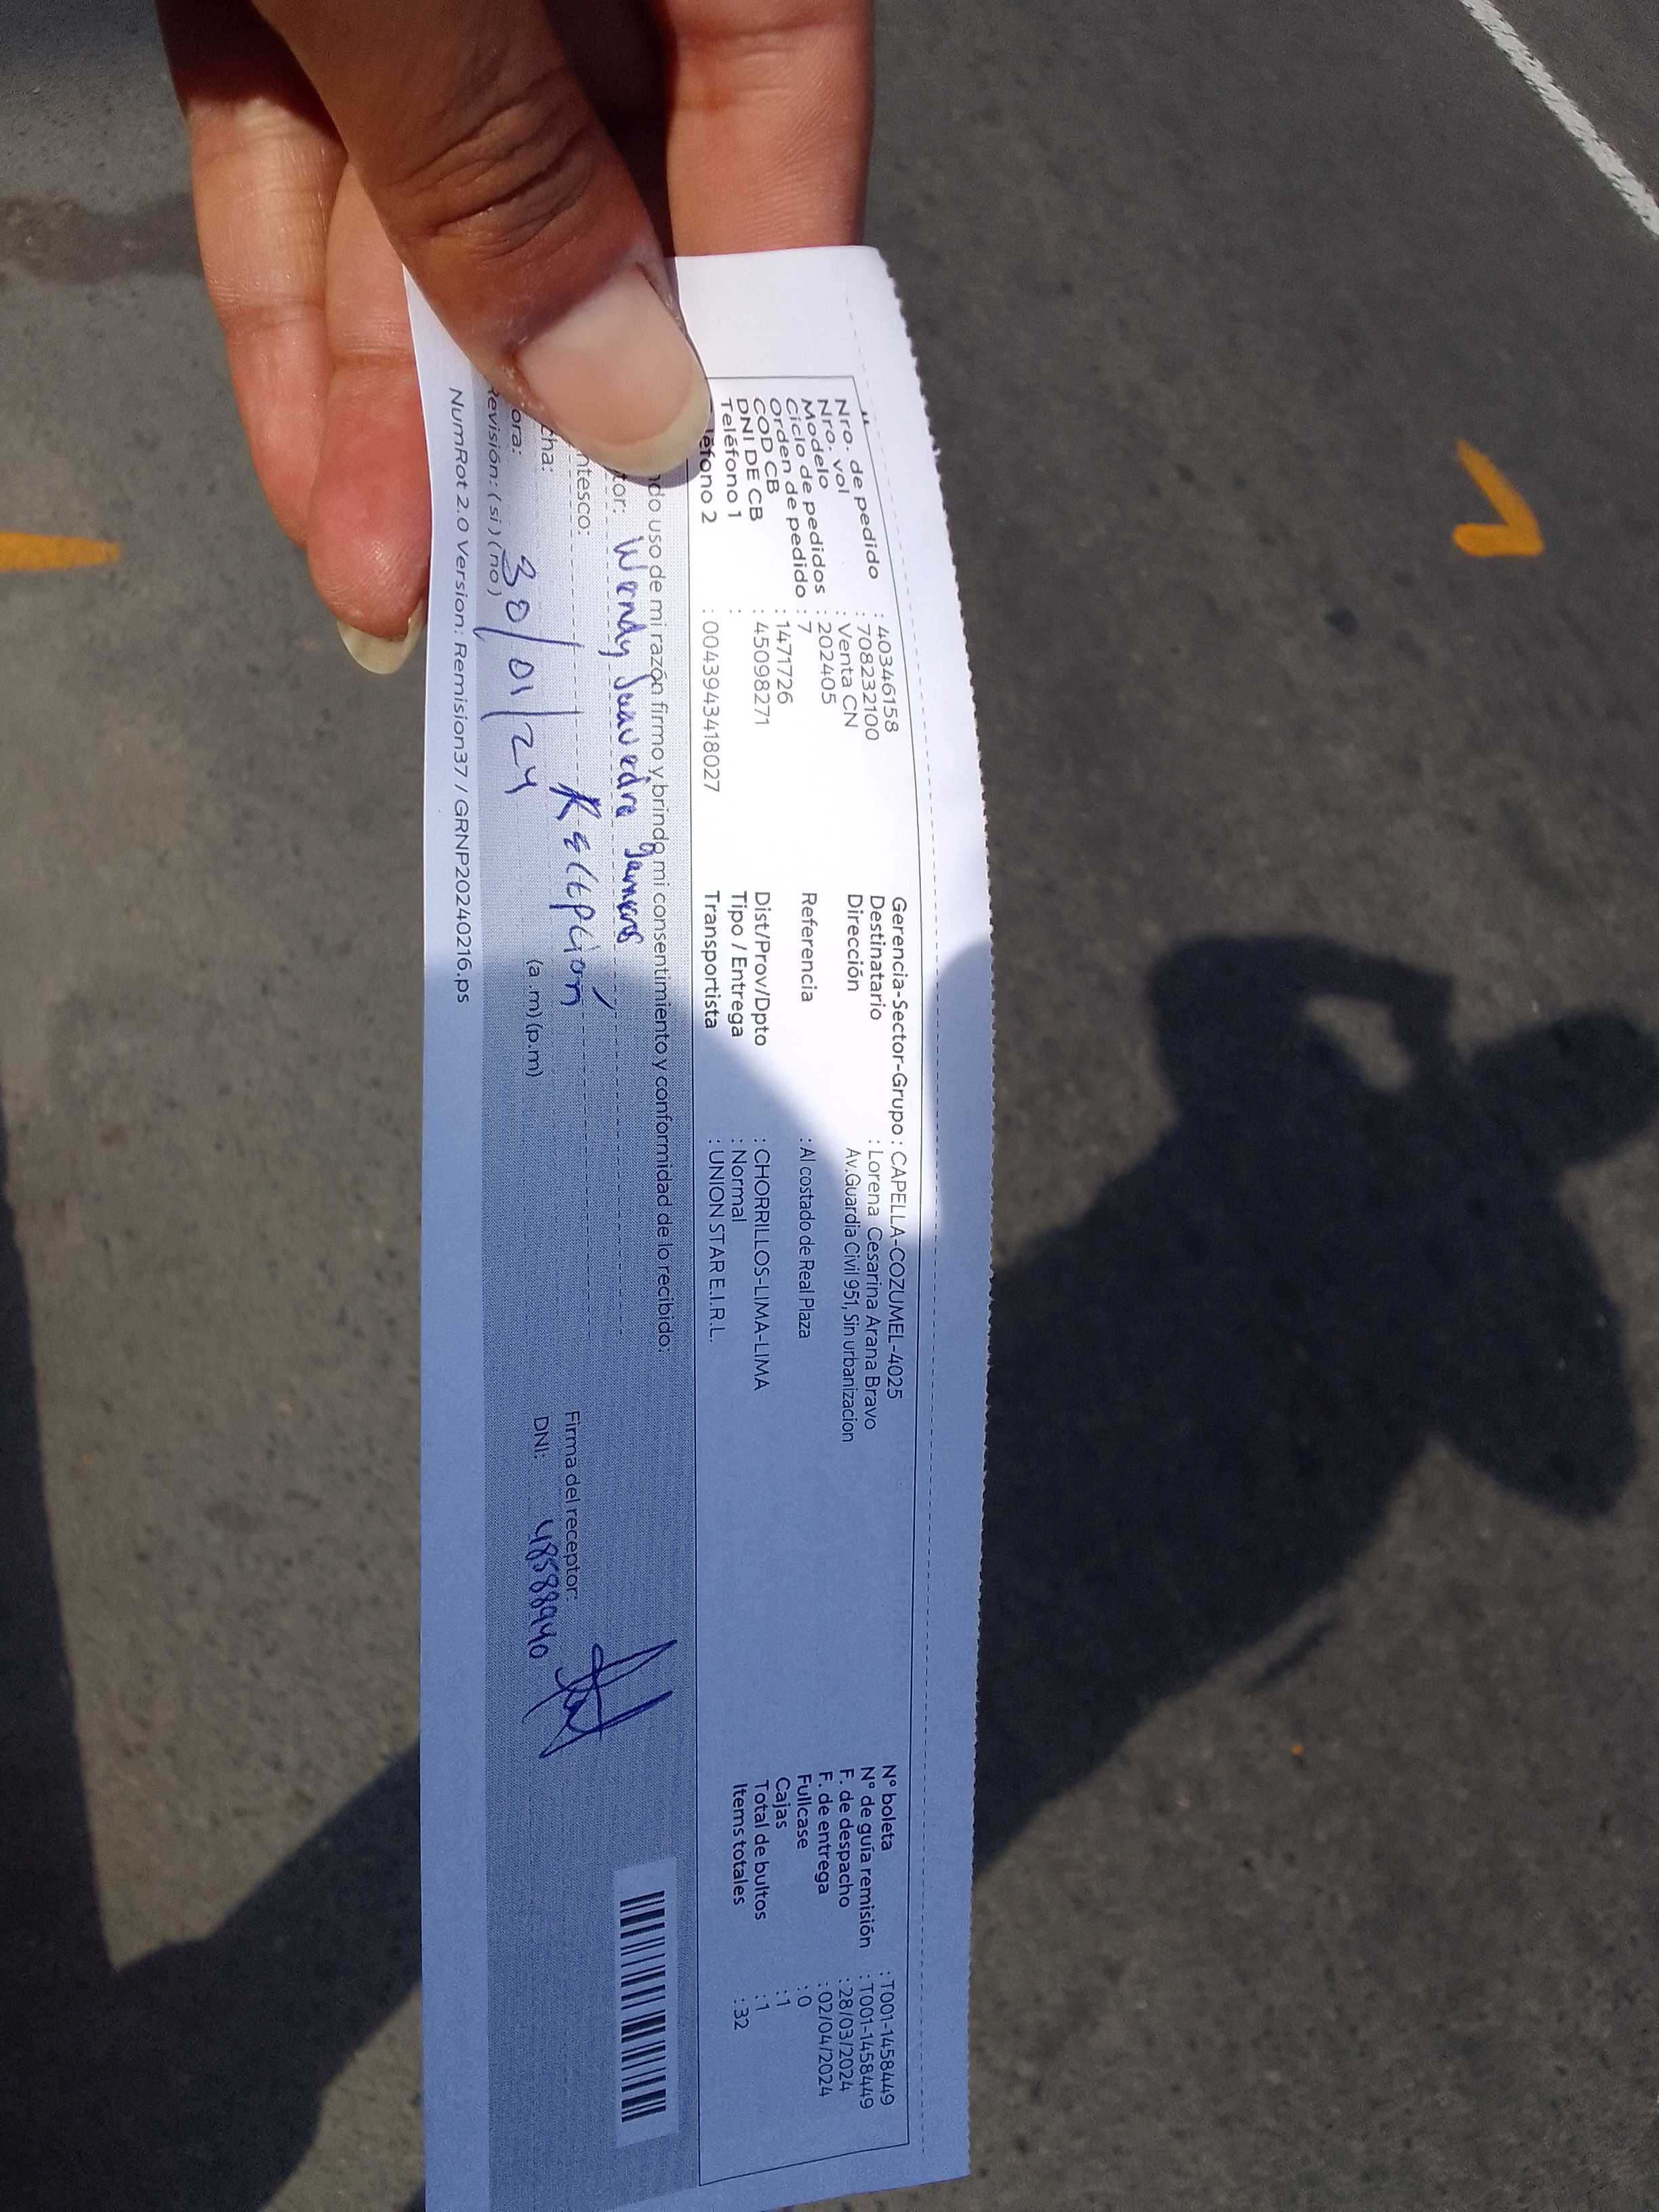 Nro. de pedido : 40346158
Nro. vol : 708232100
Modelo : Venta CN
Ciclo de pedidos : 202405
Orden de pedido : 7
COD CB : 1471726
DNI DE CB : 45098271
Teléfono 1 :
léfono 2 : 0043943418027
Gerencia-Sector-Grupo : CAPELLA-COZUMEL-4025
Destinatario : Lorena Cesarina Arana Bravo
Dirección Av.Guardia Civil 951, Sin urbanizacion
Referencia : Al costado de Real Plaza
Dist/Prov/Dpto : CHORRILLOS-LIMA-LIMA
Tipo / Entrega : Normal
Transportista : UNION STAR E.I.R.L.
N° boleta : T001-1458449
N° de guía remisión : T001-1458449
F. de despacho : 28/03/2024
F. de entrega : 02/04/2024
Fullcase : 0
Cajas : 1
Total de bultos : 1
Items totales : 32
ndo uso de mi razón firmo y brindo mi consentimiento y conformidad de lo recibido:
tor: Wendy Saavedra
ntesco: Recepción
cha: 30/01/24
ora: (a.m) (p.m)
Revisión: ( si ) ( no )
Firma del receptor:
DNI: 48588940
NumRot 2.0 Version: Remision37 / GRNP20240216.ps